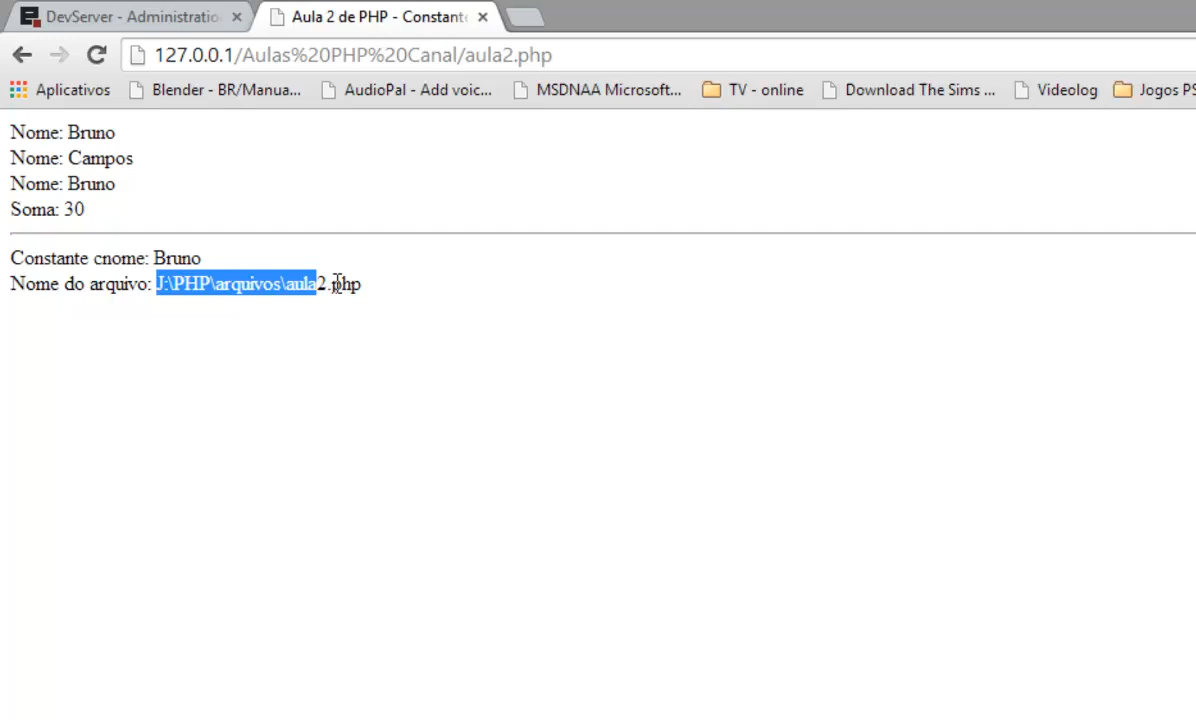 DevServer - Administratio
Aula 2 de PHP - Constant
127.0.0.1/Aulas%20PHP%20Canal/aula2.php
Aplicativos
Blender - BR/Manua...
AudioPal - Add voic...
MSDNAA Microsoft...
TV - online
Download The Sims ...
Videolog
Jogos PS
Nome: Bruno
Nome: Campos
Nome: Bruno
Soma: 30
Constante cnome: Bruno
Nome do arquivo: J:\PHP\arquivos\aula2.php